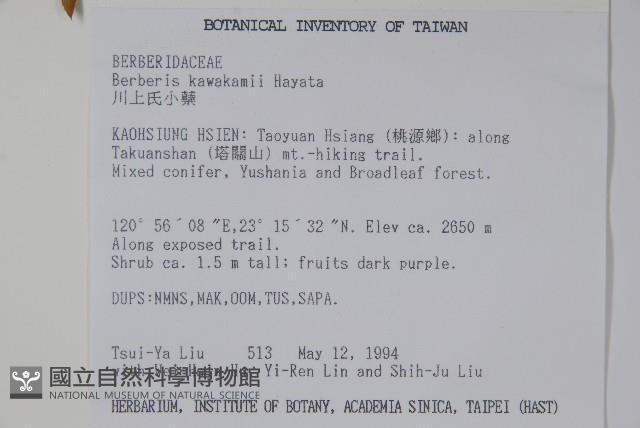 BOTANICAL INVENTORY OF TAIWAN
BERBERIDACEAE
Berberis kawakamii Hayata
川上氏小蘗
KAOHSIUNG HSIEN: Taoyuan Hsiang (桃源鄉): along
Takuanshan (塔關山) mt.-hiking trail.
Mixed conifer, Yushania and Broadleaf forest.
120° 56´08 ″E,23° 15´32 ″N. Elev ca. 2650 m
Along exposed trail.
Shrub ca. 1.5 m tall; fruits dark purple.
DUPS:NMNS,MAK,OOM,TUS,SAPA.
Tsui-Ya Liu 513 May 12, 1994
with Yi-Ren Lin and Shih-Ju Liu
國立自然科學博物館
NATIONAL MUSEUM OF NATURAL SCIENCE
HERBARIUM, INSTITUTE OF BOTANY, ACADEMIA SINICA, TAIPEI (HAST)